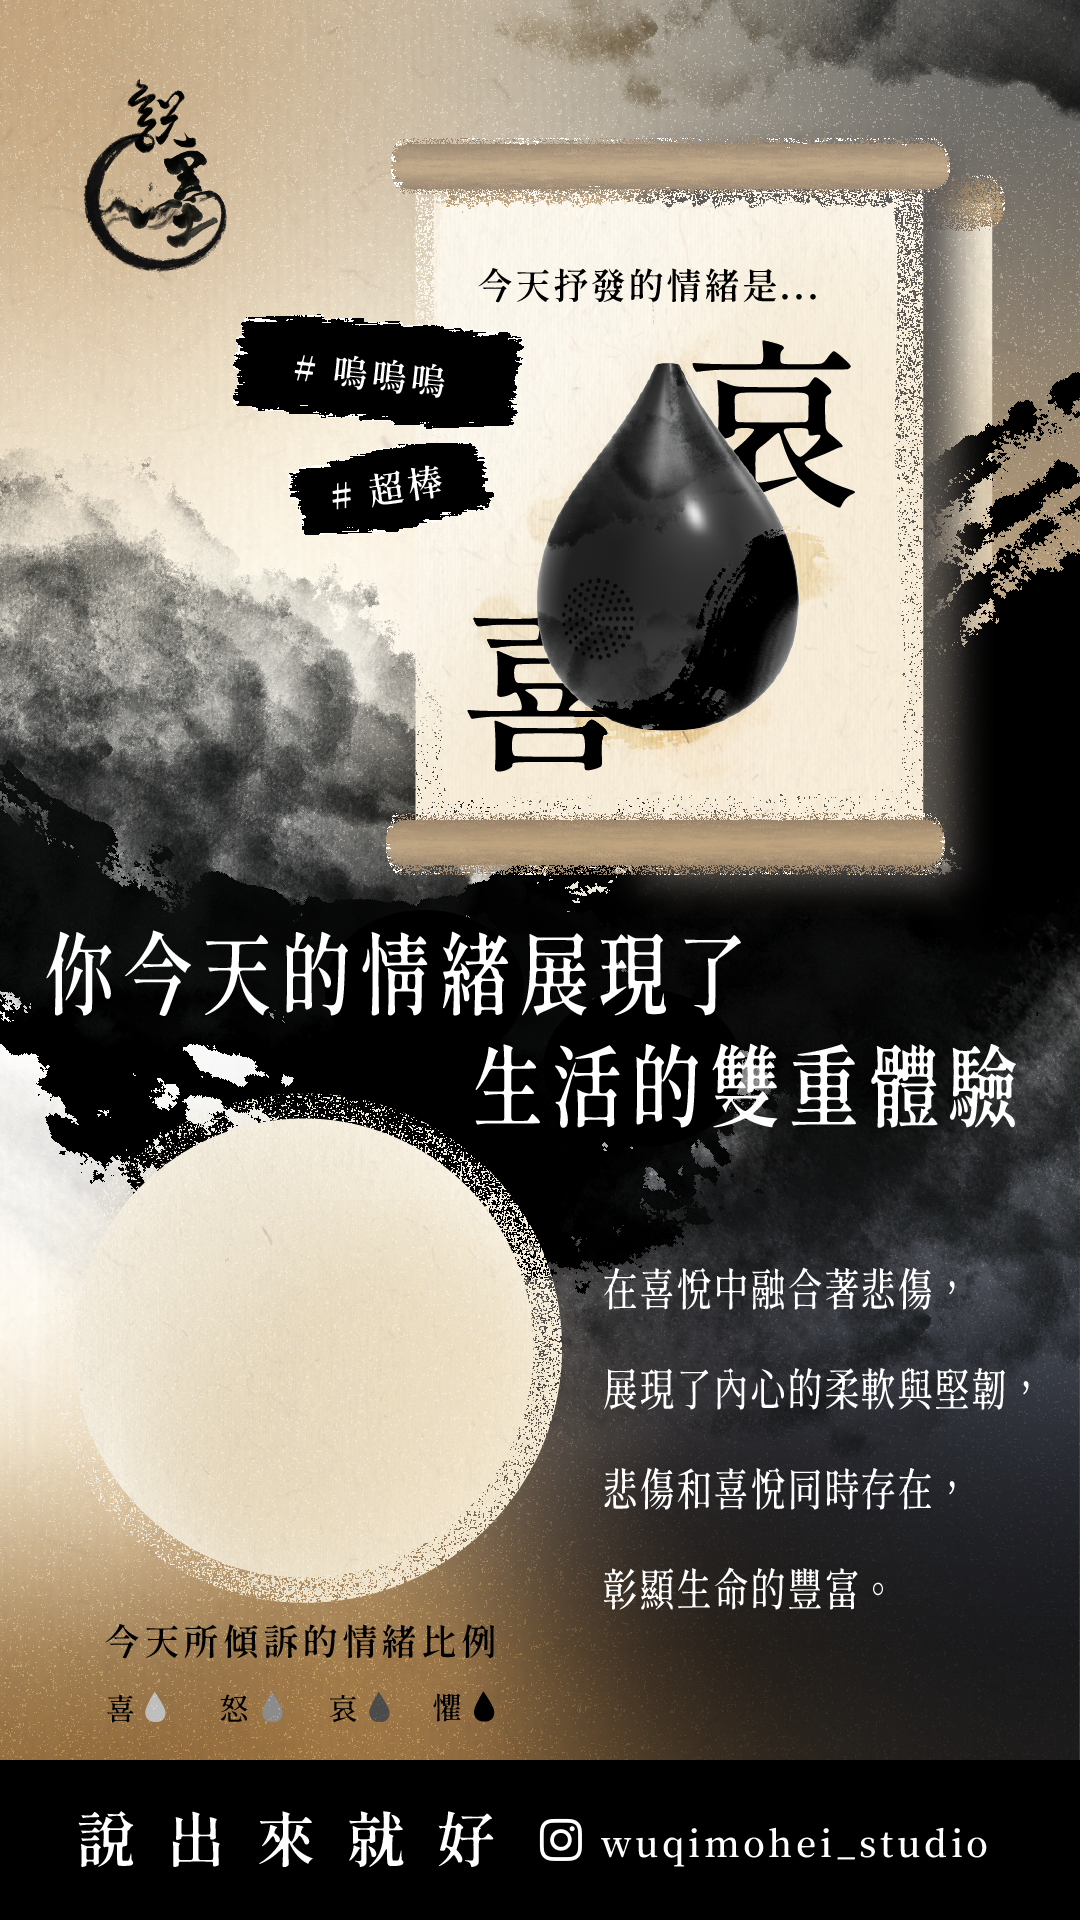 說墨
今天抒發的情緒是...
# 嗚嗚嗚
哀
# 超棒
喜
你今天的情緒展現了
生活的雙重體驗
在喜悅中融合著悲傷，
展現了內心的柔軟與堅韌，
悲傷和喜悅同時存在，
彰顯生命的豐富。
今天所傾訴的情緒比例
喜 怒 哀 懼
說出來就好 wuqimohei_studio